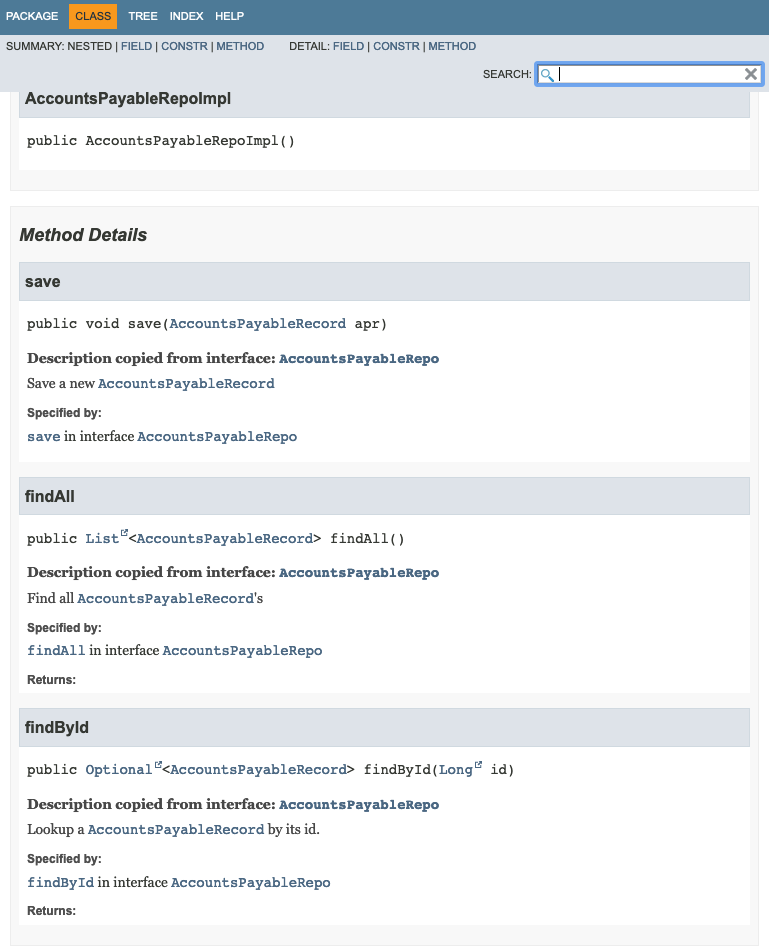 PACKAGE CLASS TREE INDEX HELP
SUMMARY: NESTED | FIELD | CONSTR | METHOD DETAIL: FIELD | CONSTR | METHOD
SEARCH:
AccountsPayableRepoImpl
public AccountsPayableRepoImpl()
Method Details
save
public void save(AccountsPayableRecord apr)
Description copied from interface: AccountsPayableRepo
Save a new AccountsPayableRecord
Specified by:
save in interface AccountsPayableRepo
findAll
public List<AccountsPayableRecord> findAll()
Description copied from interface: AccountsPayableRepo
Find all AccountsPayableRecord's
Specified by:
findAll in interface AccountsPayableRepo
Returns:
findById
public Optional<AccountsPayableRecord> findById(Long id)
Description copied from interface: AccountsPayableRepo
Lookup a AccountsPayableRecord by its id.
Specified by:
findById in interface AccountsPayableRepo
Returns: